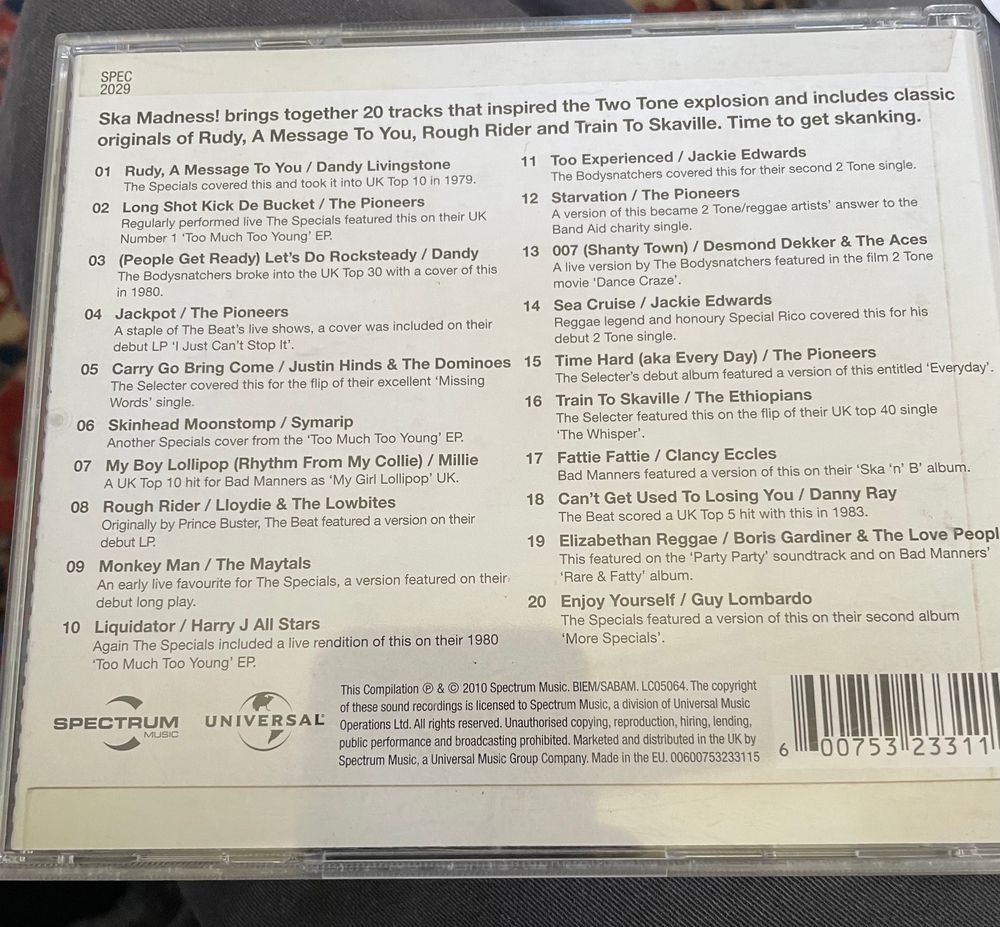 SPEC
2029
Ska Madness! brings together 20 tracks that inspired the Two Tone explosion and includes classic
originals of Rudy, A Message To You, Rough Rider and Train To Skaville. Time to get skanking.
01 Rudy, A Message To You / Dandy Livingstone
The Specials covered this and took it into UK Top 10 in 1979.
02 Long Shot Kick De Bucket / The Pioneers
Regularly performed live The Specials featured this on their UK
Number 1 'Too Much Too Young' EP.
03 (People Get Ready) Let's Do Rocksteady / Dandy
The Bodysnatchers broke into the UK Top 30 with a cover of this
in 1980.
04 Jackpot / The Pioneers
A staple of The Beat's live shows, a cover was included on their
debut LP 'I Just Can't Stop It'.
05 Carry Go Bring Come / Justin Hinds & The Dominoes
The Selecter covered this for the flip of their excellent 'Missing
Words' single.
06 Skinhead Moonstomp / Symarip
Another Specials cover from the 'Too Much Too Young' EP.
07 My Boy Lollipop (Rhythm From My Collie) / Millie
A UK Top 10 hit for Bad Manners as 'My Girl Lollipop' UK.
08 Rough Rider / Lloydie & The Lowbites
Originally by Prince Buster, The Beat featured a version on their
debut LP.
09 Monkey Man / The Maytals
An early live favourite for The Specials, a version featured on their
debut long play.
10 Liquidator / Harry J All Stars
Again The Specials included a live rendition of this on their 1980
'Too Much Too Young' EP.
11 Too Experienced / Jackie Edwards
The Bodysnatchers covered this for their second 2 Tone single.
12 Starvation / The Pioneers
A version of this became 2 Tone/reggae artists' answer to the
Band Aid charity single.
13 007 (Shanty Town) / Desmond Dekker & The Aces
A live version by The Bodysnatchers featured in the film 2 Tone
movie 'Dance Craze'.
14 Sea Cruise / Jackie Edwards
Reggae legend and honoury Special Rico covered this for his
debut 2 Tone single.
15 Time Hard (aka Every Day) / The Pioneers
The Selecter's debut album featured a version of this entitled 'Everyday'.
16 Train To Skaville / The Ethiopians
The Selecter featured this on the flip of their UK top 40 single
'The Whisper'.
17 Fattie Fattie / Clancy Eccles
Bad Manners featured a version of this on their 'Ska 'n' B' album.
18 Can't Get Used To Losing You / Danny Ray
The Beat scored a UK Top 5 hit with this in 1983.
19 Elizabethan Reggae / Boris Gardiner & The Love Peopl
This featured on the 'Party Party' soundtrack and on Bad Manners'
'Rare & Fatty' album.
20 Enjoy Yourself / Guy Lombardo
The Specials featured a version of this on their second album
'More Specials'.
SPECTRUM
MUSIC
UNIVERSAL
This Compilation ℗ & © 2010 Spectrum Music. BIEM/SABAM. LC05064. The copyright
of these sound recordings is licensed to Spectrum Music, a division of Universal Music
Operations Ltd. All rights reserved. Unauthorised copying, reproduction, hiring, lending,
public performance and broadcasting prohibited. Marketed and distributed in the UK by
Spectrum Music, a Universal Music Group Company. Made in the EU. 00600753233115
6 00753 23311